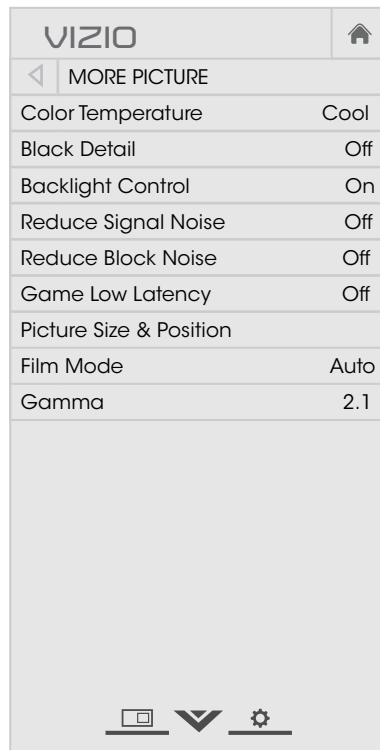 VIZIO
MORE PICTURE
Color Temperature Cool
Black Detail Off
Backlight Control On
Reduce Signal Noise Off
Reduce Block Noise Off
Game Low Latency Off
Picture Size & Position
Film Mode Auto
Gamma 2.1